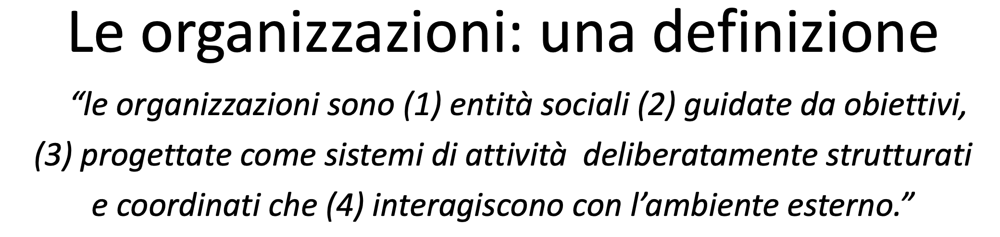 Le organizzazioni: una definizione
“le organizzazioni sono (1) entità sociali (2) guidate da obiettivi,
(3) progettate come sistemi di attività  deliberatamente strutturati
e coordinati che (4) interagiscono con l’ambiente esterno.”